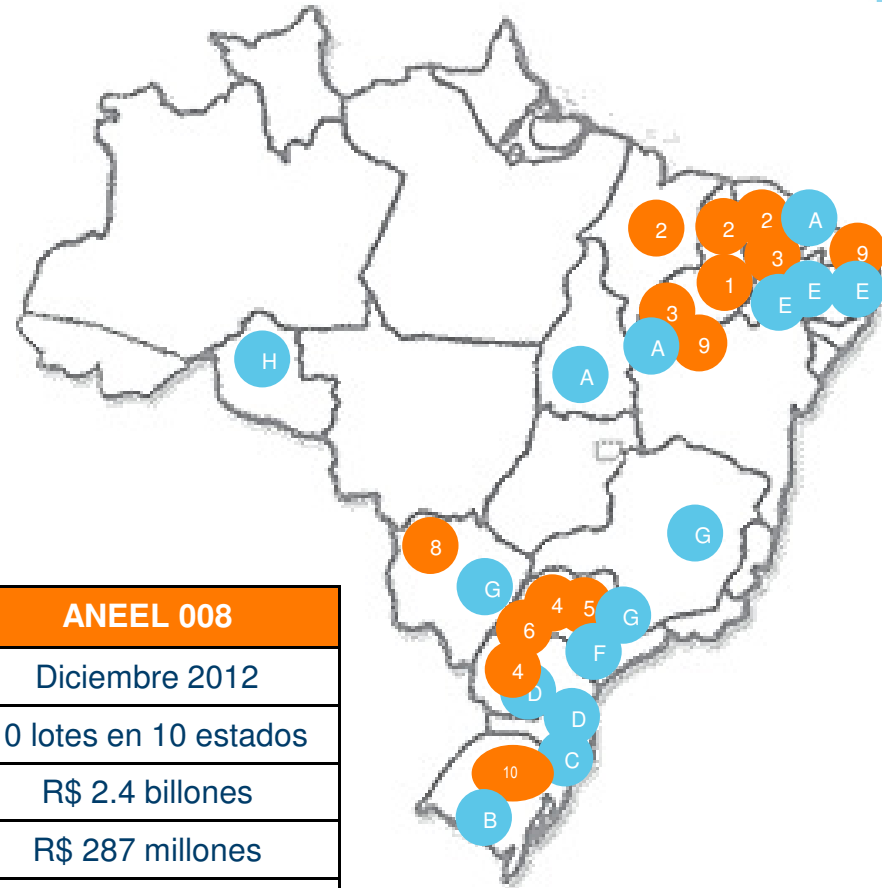 2
2
2
A
3
9
1
E
E
E
3
A
9
H
A
8
G
G
4
5
G
6
F
4
D
D
C
10
B
ANEEL 008
Diciembre 2012
0 lotes en 10 estados
R$ 2.4 billones
R$ 287 millones